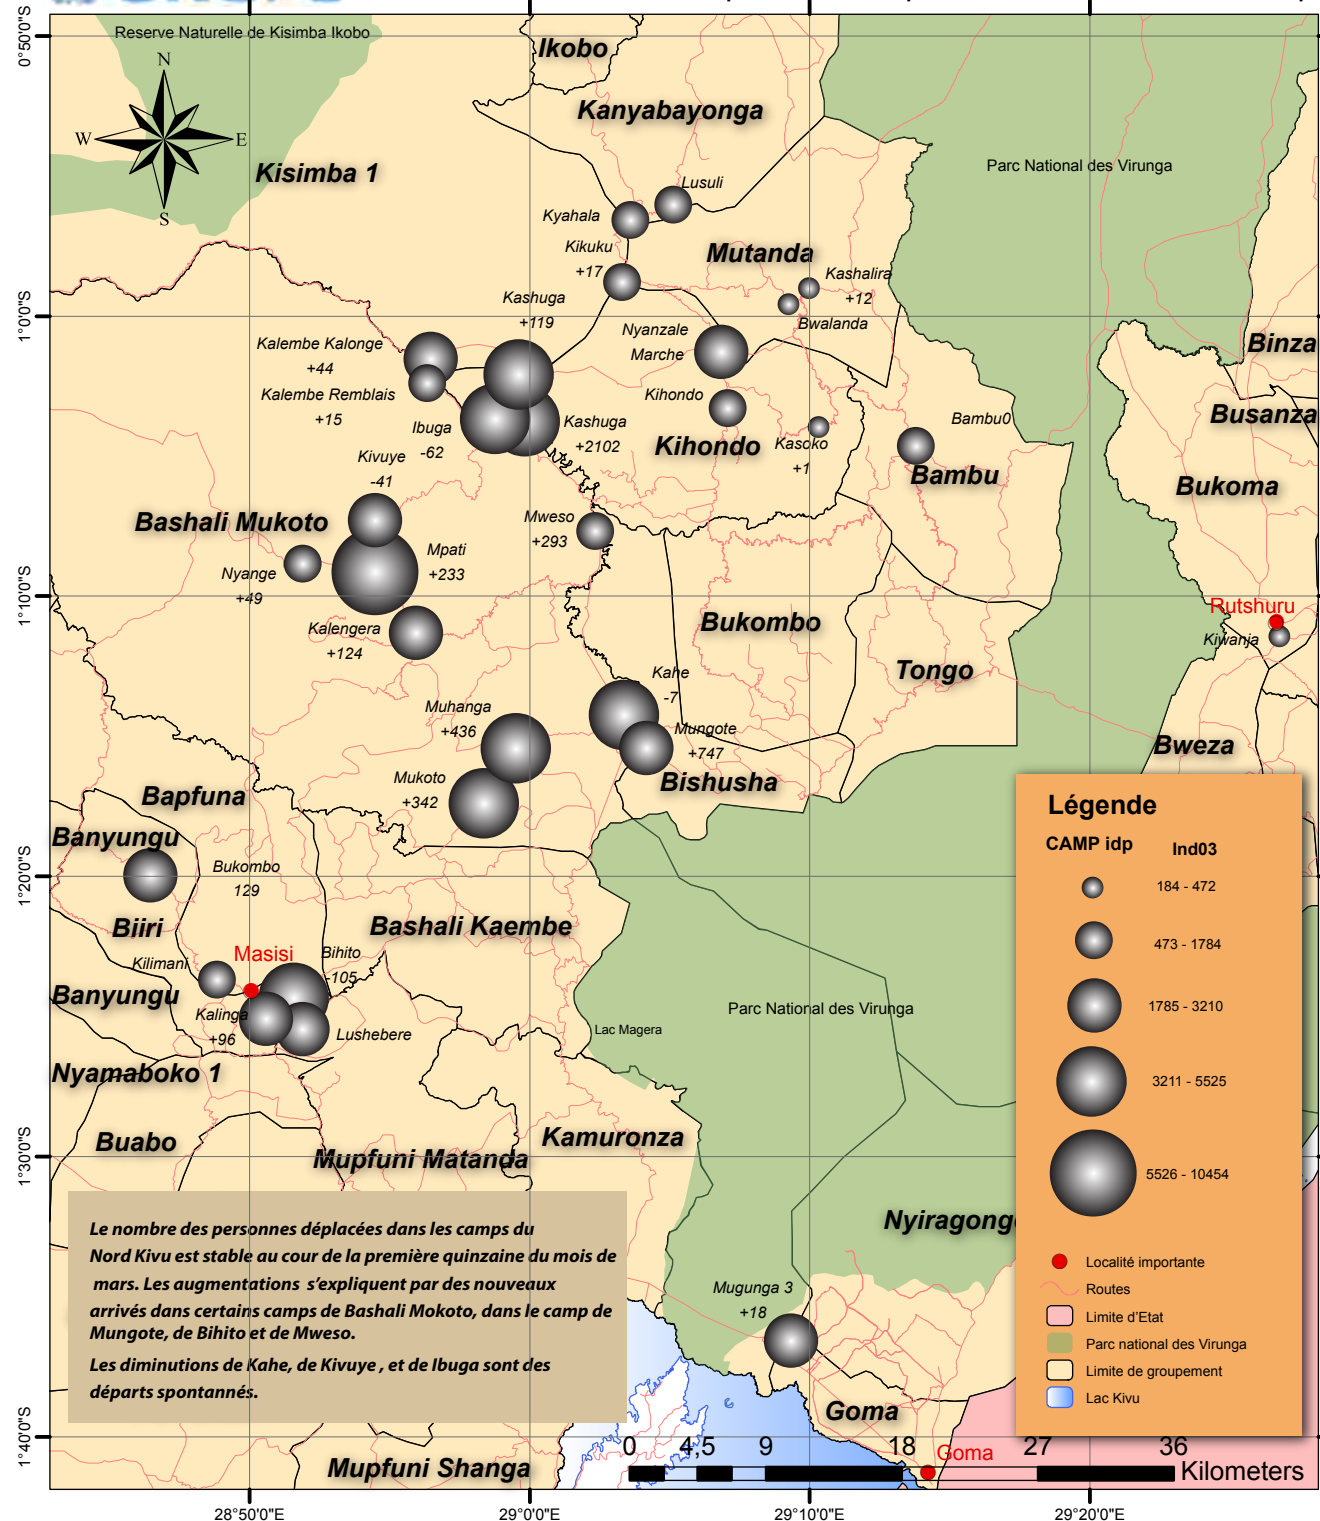 0°50'0"S
Reserve Naturelle de Kisimba Ikobo
N
W
E
S
Ikobo
Kanyabayonga
Kisimba 1
Parc National des Virunga
Lusuli
Kyahala
Kikuku
+17
Mutanda
Kashalira
+12
Kashuga
+119
1°0'0"S
Bwalanda
Nyanzale
Marche
Kalembe Kalonge
+44
Binza
Kalembe Remblais
+15
Kihondo
Busanza
Ibuga
-62
Kashuga
+2102
Kasoko
+1
Bambu0
Kihondo
Bambu
Kivuye
-41
Bukoma
Bashali Mukoto
Mweso
+293
Mpati
+233
Nyange
+49
1°10'0"S
Rutshuru
Kiwanja
Kalengera
+124
Bukombo
Tongo
Kahe
-7
Muhanga
+436
Mungote
+747
Bweza
Mukoto
+342
Bishusha
Bapfuna
Banyungu
Bukombo
129
1°20'0"S
Biiri
Bashali Kaembe
Masisi
Kilimani
Bihito
-105
Banyungu
Kalinga
+96
Lushebere
Parc National des Virunga
Lac Magera
Nyamaboko 1
Buabo
Kamuronza
1°30'0"S
Mupfuni Matanda
Le nombre des personnes déplacées dans les camps du
Nord Kivu est stable au cour de la première quinzaine du mois de
mars. Les augmentations s'expliquent par des nouveaux
arrivés dans certains camps de Bashali Mokoto, dans le camp de
Mungote, de Bihito et de Mweso.
Les diminutions de Kahe, de Kivuye , et de Ibuga sont des
départs spontannés.
Mugunga 3
+18
Goma
1°40'0"S
Mupfuni Shanga
Goma
Légende
CAMP idp
Ind03
184 - 472
473 - 1784
1785 - 3210
3211 - 5525
5526 - 10454
Localité importante
Routes
Limite d'Etat
Parc national des Virunga
Limite de groupement
Lac Kivu
0 4,5 9 18 27 36
Kilometers
28°50'0"E
29°0'0"E
29°10'0"E
29°20'0"E